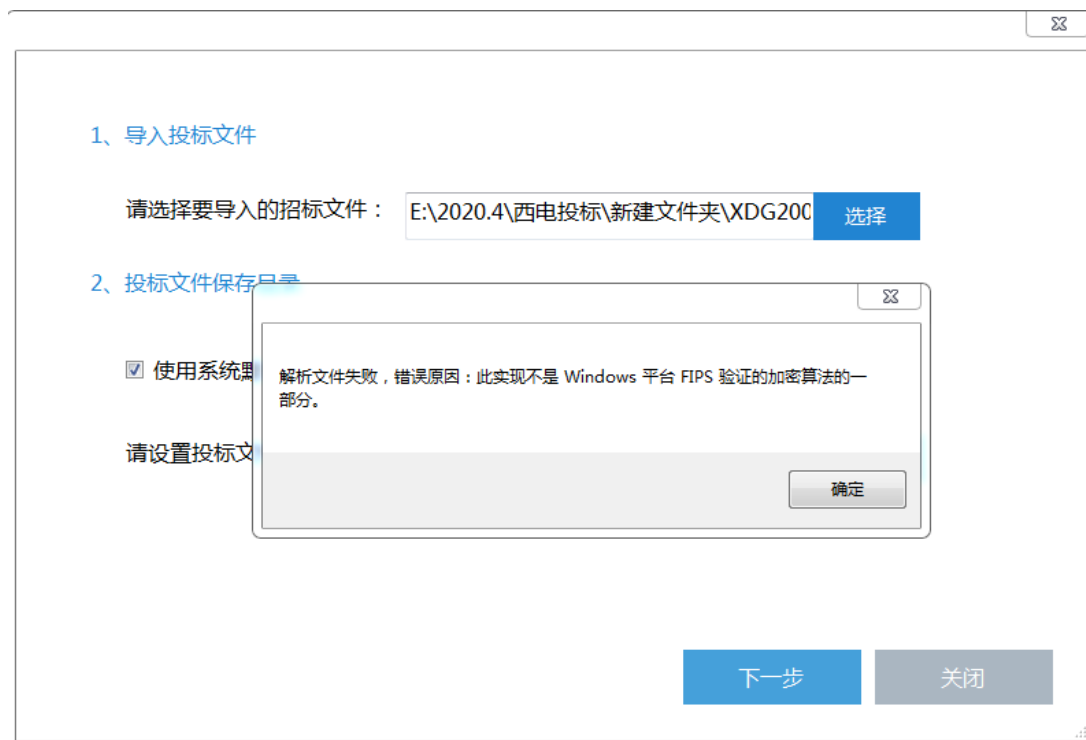 1、导入投标文件
请选择要导入的招标文件：
E:\2020.4\西电投标\新建文件夹\XDG200
选择
2、投标文件保存目录
使用系统默
解析文件失败，错误原因：此实现不是 Windows 平台 FIPS 验证的加密算法的一
部分。
请设置投标文
确定
下一步
关闭